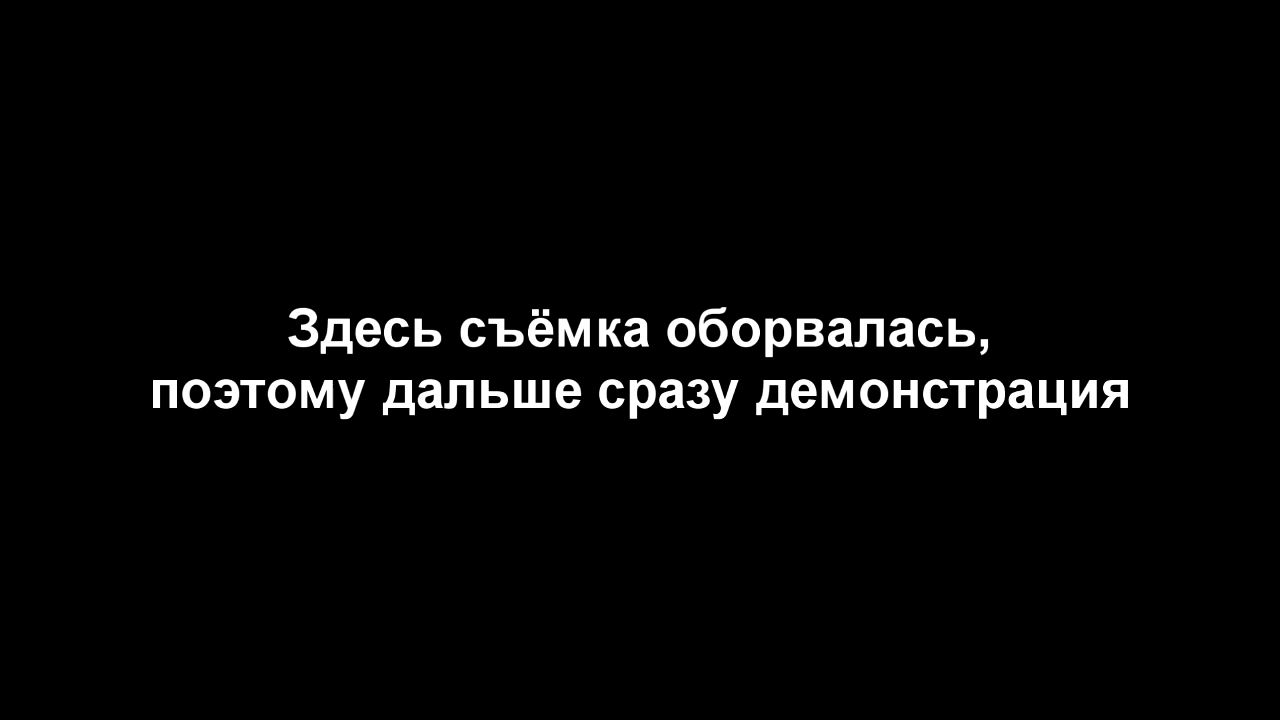 Здесь съёмка оборвалась,
поэтому дальше сразу демонстрация